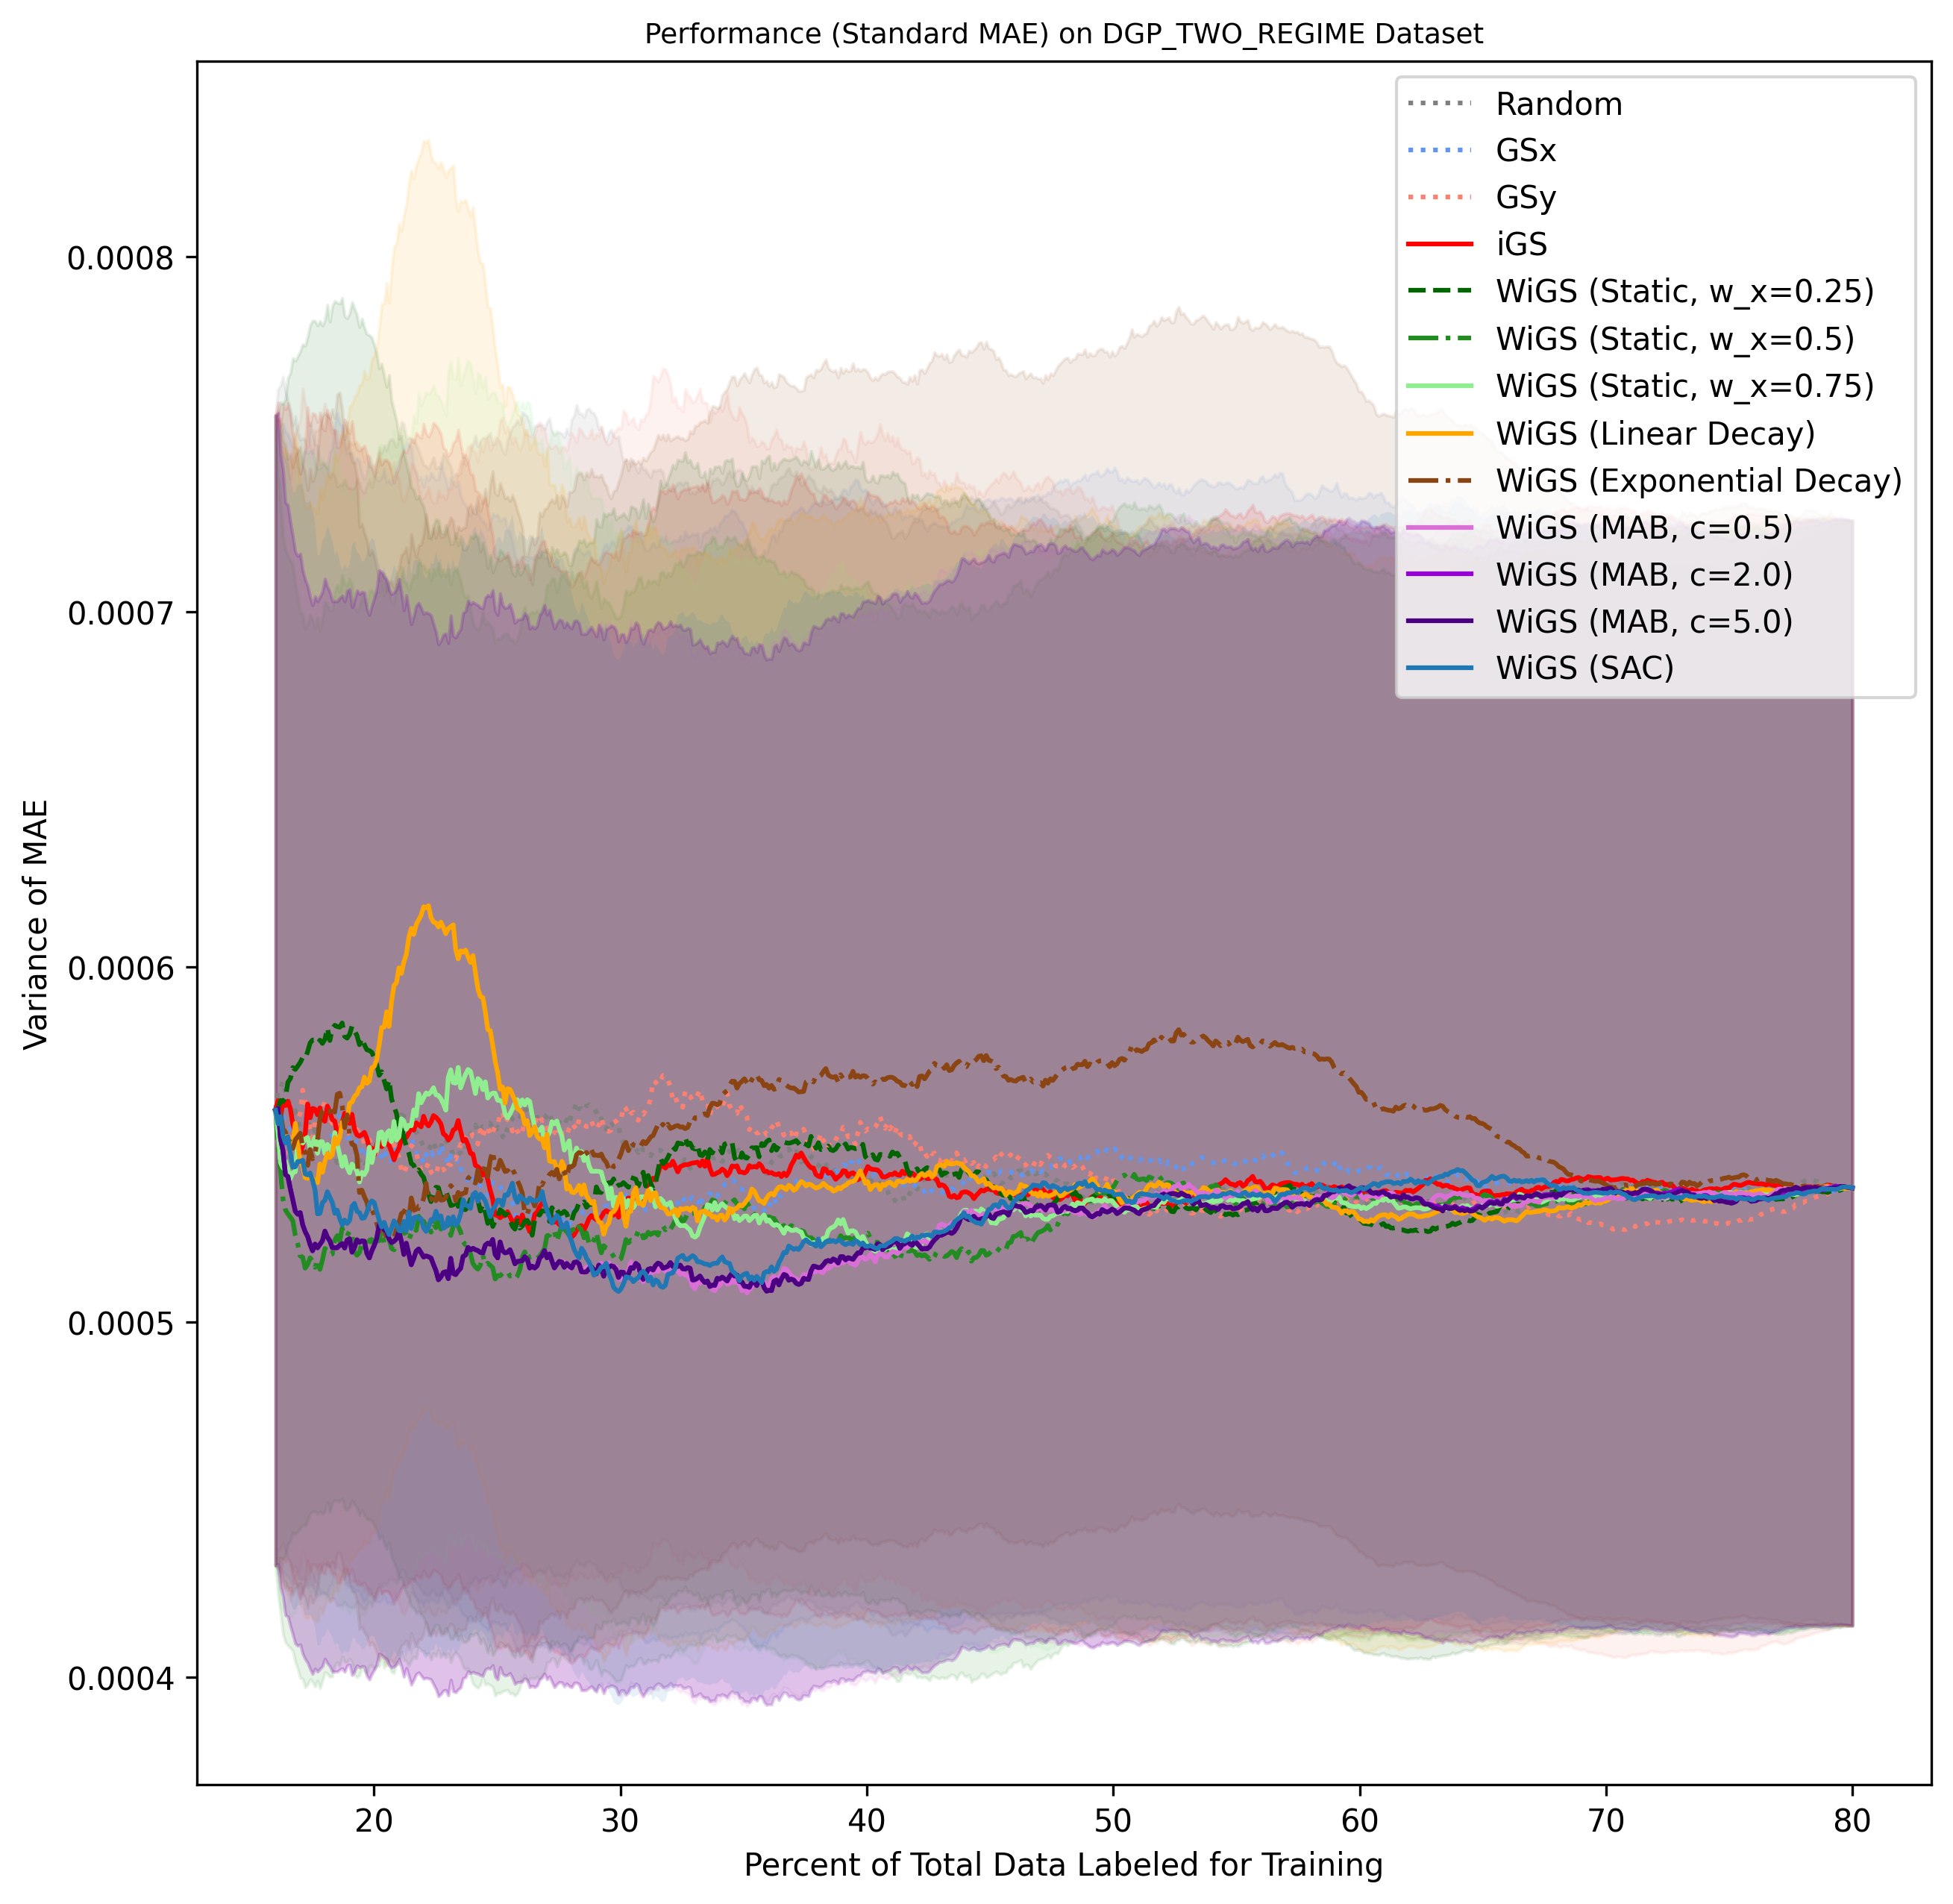 Performance (Standard MAE) on DGP_TWO_REGIME Dataset
Random
GSx
GSy
iGS
WiGS (Static, w_x=0.25)
WiGS (Static, w_x=0.5)
WiGS (Static, w_x=0.75)
WiGS (Linear Decay)
WiGS (Exponential Decay)
WiGS (MAB, c=0.5)
WiGS (MAB, c=2.0)
WiGS (MAB, c=5.0)
WiGS (SAC)
Variance of MAE
0.0008
0.0007
0.0006
0.0005
0.0004
20 30 40 50 60 70 80
Percent of Total Data Labeled for Training